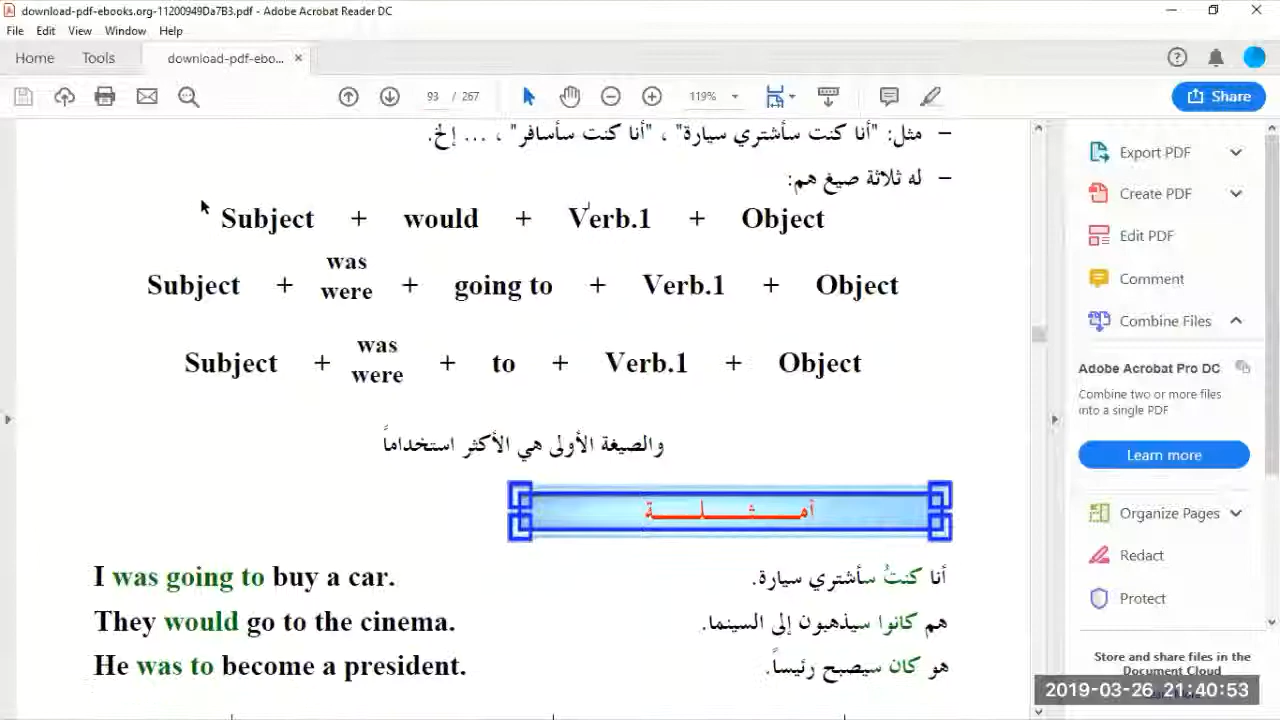 download-pdf-ebooks.org-11200949Da7B3.pdf - Adobe Acrobat Reader DC
File Edit View Window Help
Home Tools download-pdf-ebo... ×
93 / 267 119% Share
– مثل: "أنا كنت سأشتري سيارة" ، "أنا كنت سأسافر" ، ... إلخ.
– له ثلاثة صيغ هم:
Subject + would + Verb.1 + Object
was
Subject + were + going to + Verb.1 + Object
was
Subject + were + to + Verb.1 + Object
والصيغة الأولى هي الأكثر استخداماً
أمـــثـــلـــة
I was going to buy a car. أنا كنتُ سأشتري سيارة.
They would go to the cinema. هم كانوا سيذهبون إلى السينما.
He was to become a president. هو كان سيصبح رئيساً.
Export PDF
Create PDF
Edit PDF
Comment
Combine Files
Adobe Acrobat Pro DC
Combine two or more files
into a single PDF
Learn more
Organize Pages
Redact
Protect
Store and share files in the
Document Cloud
2019-03-26 21:40:53